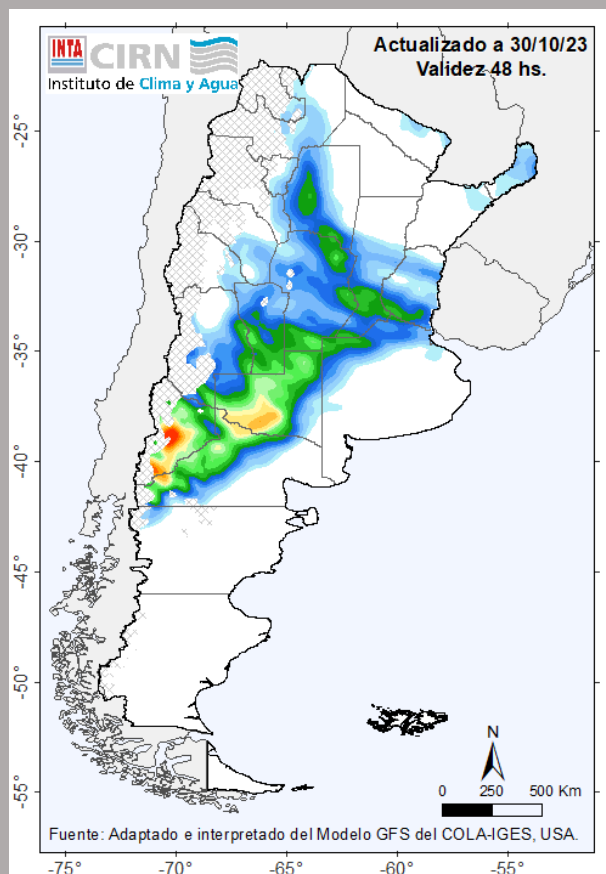 INTA CIRN
Instituto de Clima y Agua
Actualizado a 30/10/23
Validez 48 hs.
-25°
-30°
-35°
-40°
-45°
-50°
-55°
N
0 250 500 Km
Fuente: Adaptado e interpretado del Modelo GFS del COLA-IGES, USA.
-75° -70° -65° -60° -55°